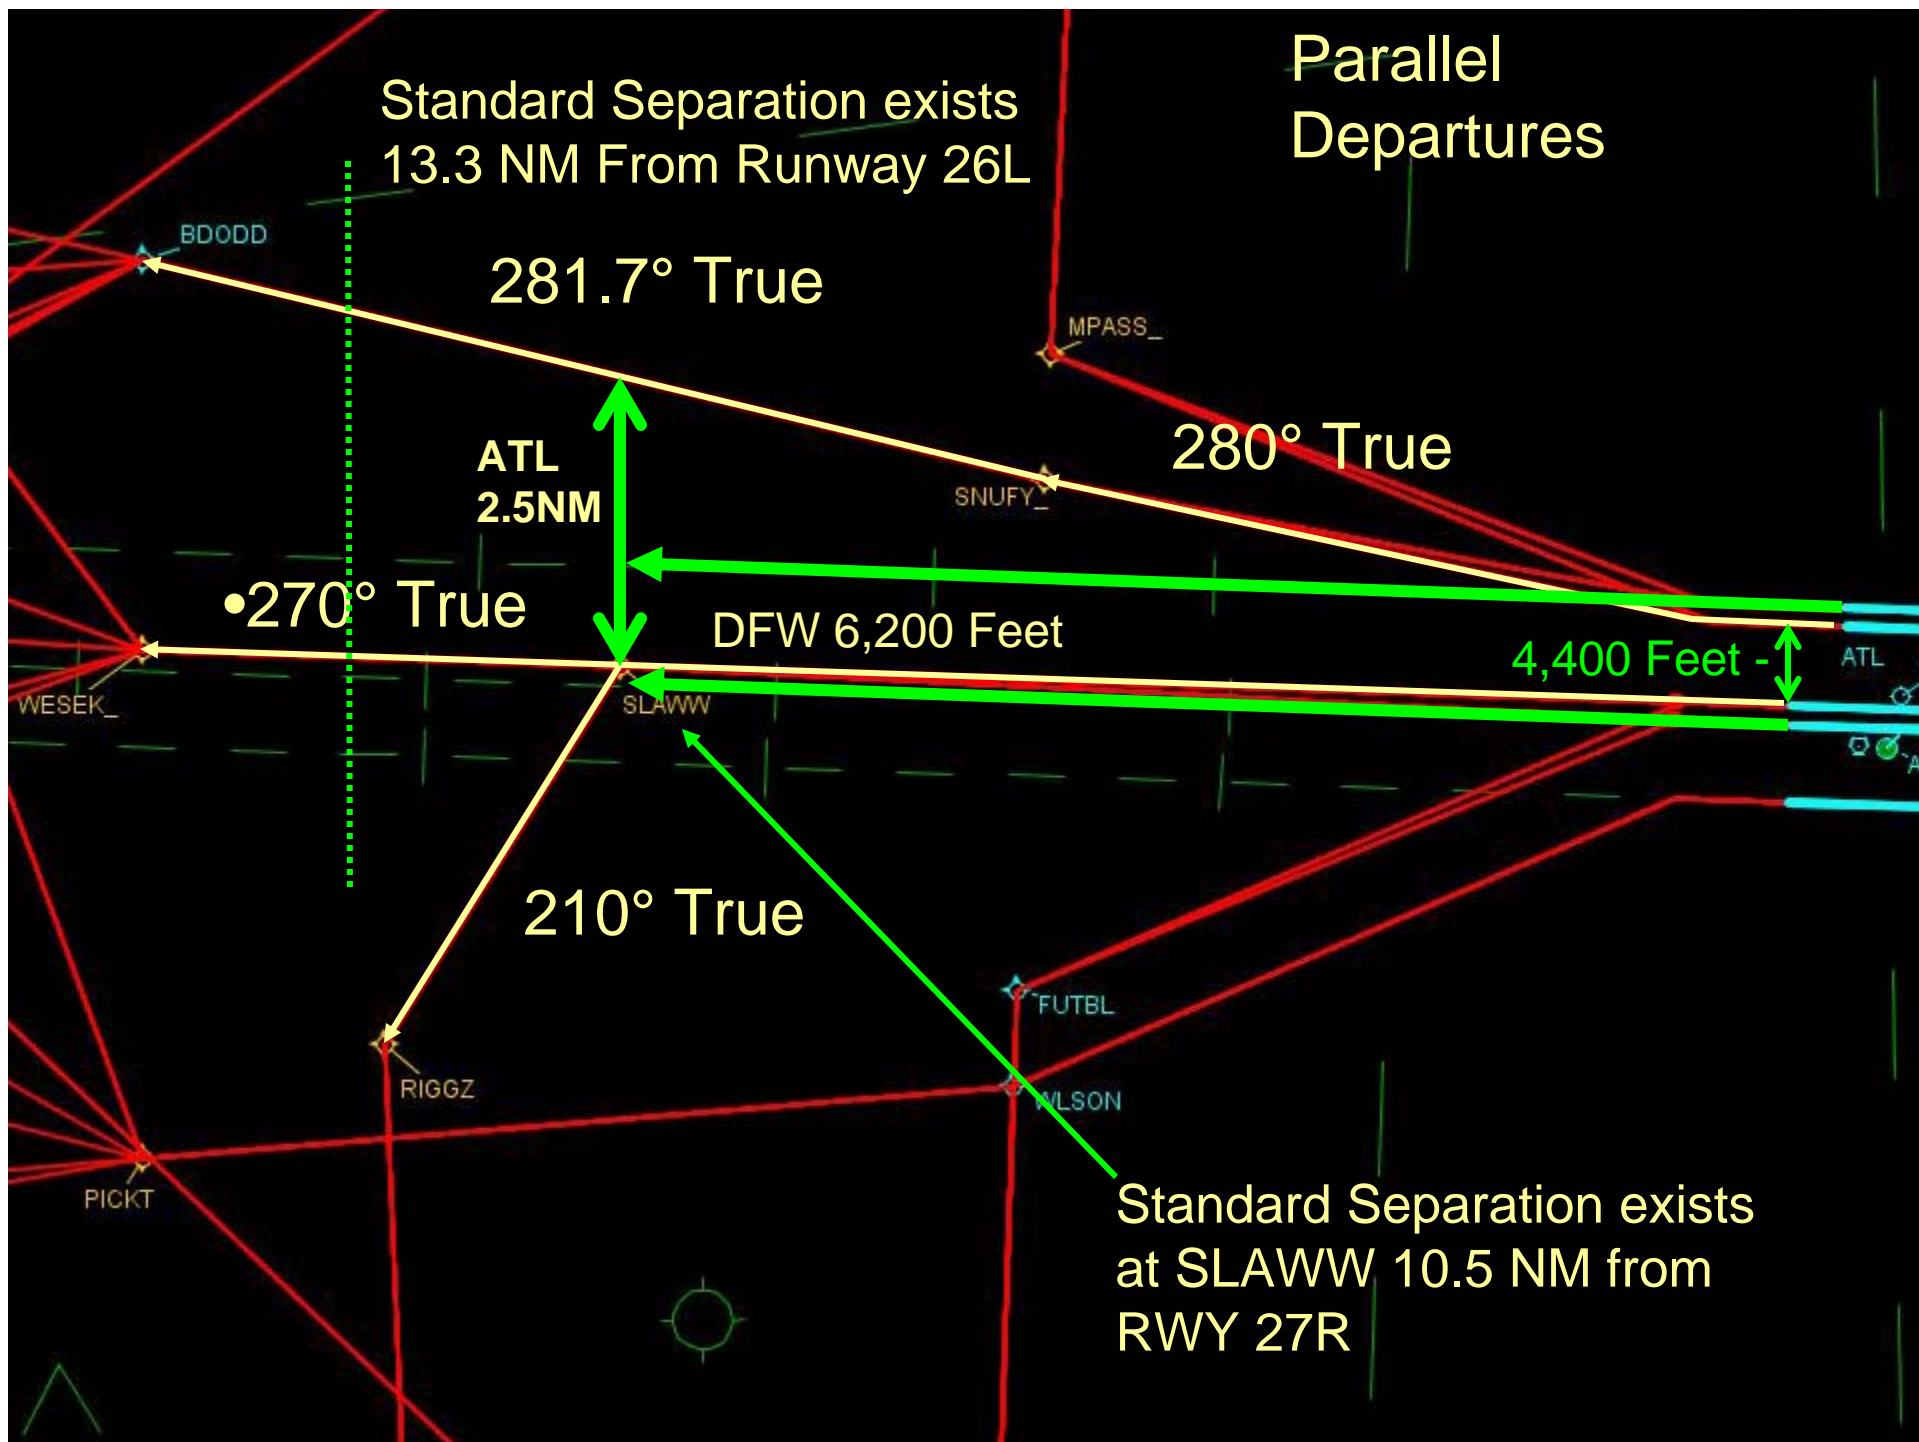 Parallel
Departures
Standard Separation exists
13.3 NM From Runway 26L
BDODD
281.7° True
MPASS_
280° True
ATL
2.5NM
SNUFY_
•270° True
DFW 6,200 Feet
4,400 Feet -
ATL
WESEK_
SLAWW
A
210° True
FUTBL
RIGGZ
WLSON
PICKT
Standard Separation exists
at SLAWW 10.5 NM from
RWY 27R